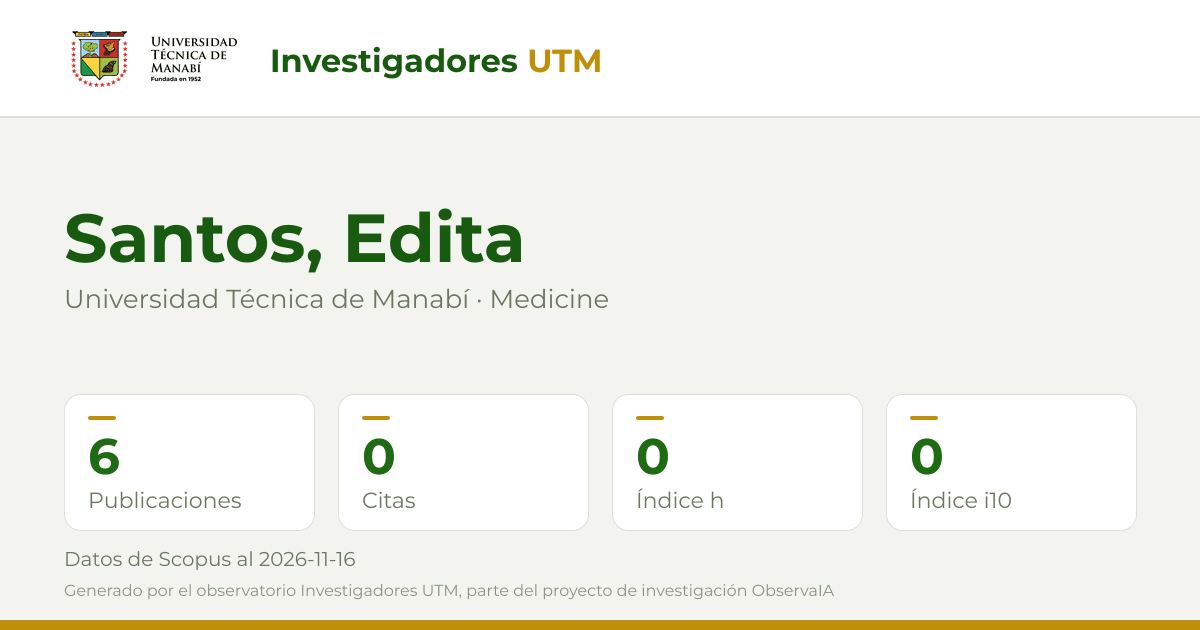 UNIVERSIDAD
TÉCNICA DE
MANABÍ
Fundada en 1952
Investigadores UTM
Santos, Edita
Universidad Técnica de Manabí · Medicine
6
Publicaciones
0
Citas
0
Índice h
0
Índice i10
Datos de Scopus al 2026-11-16
Generado por el observatorio Investigadores UTM, parte del proyecto de investigación ObservaIA